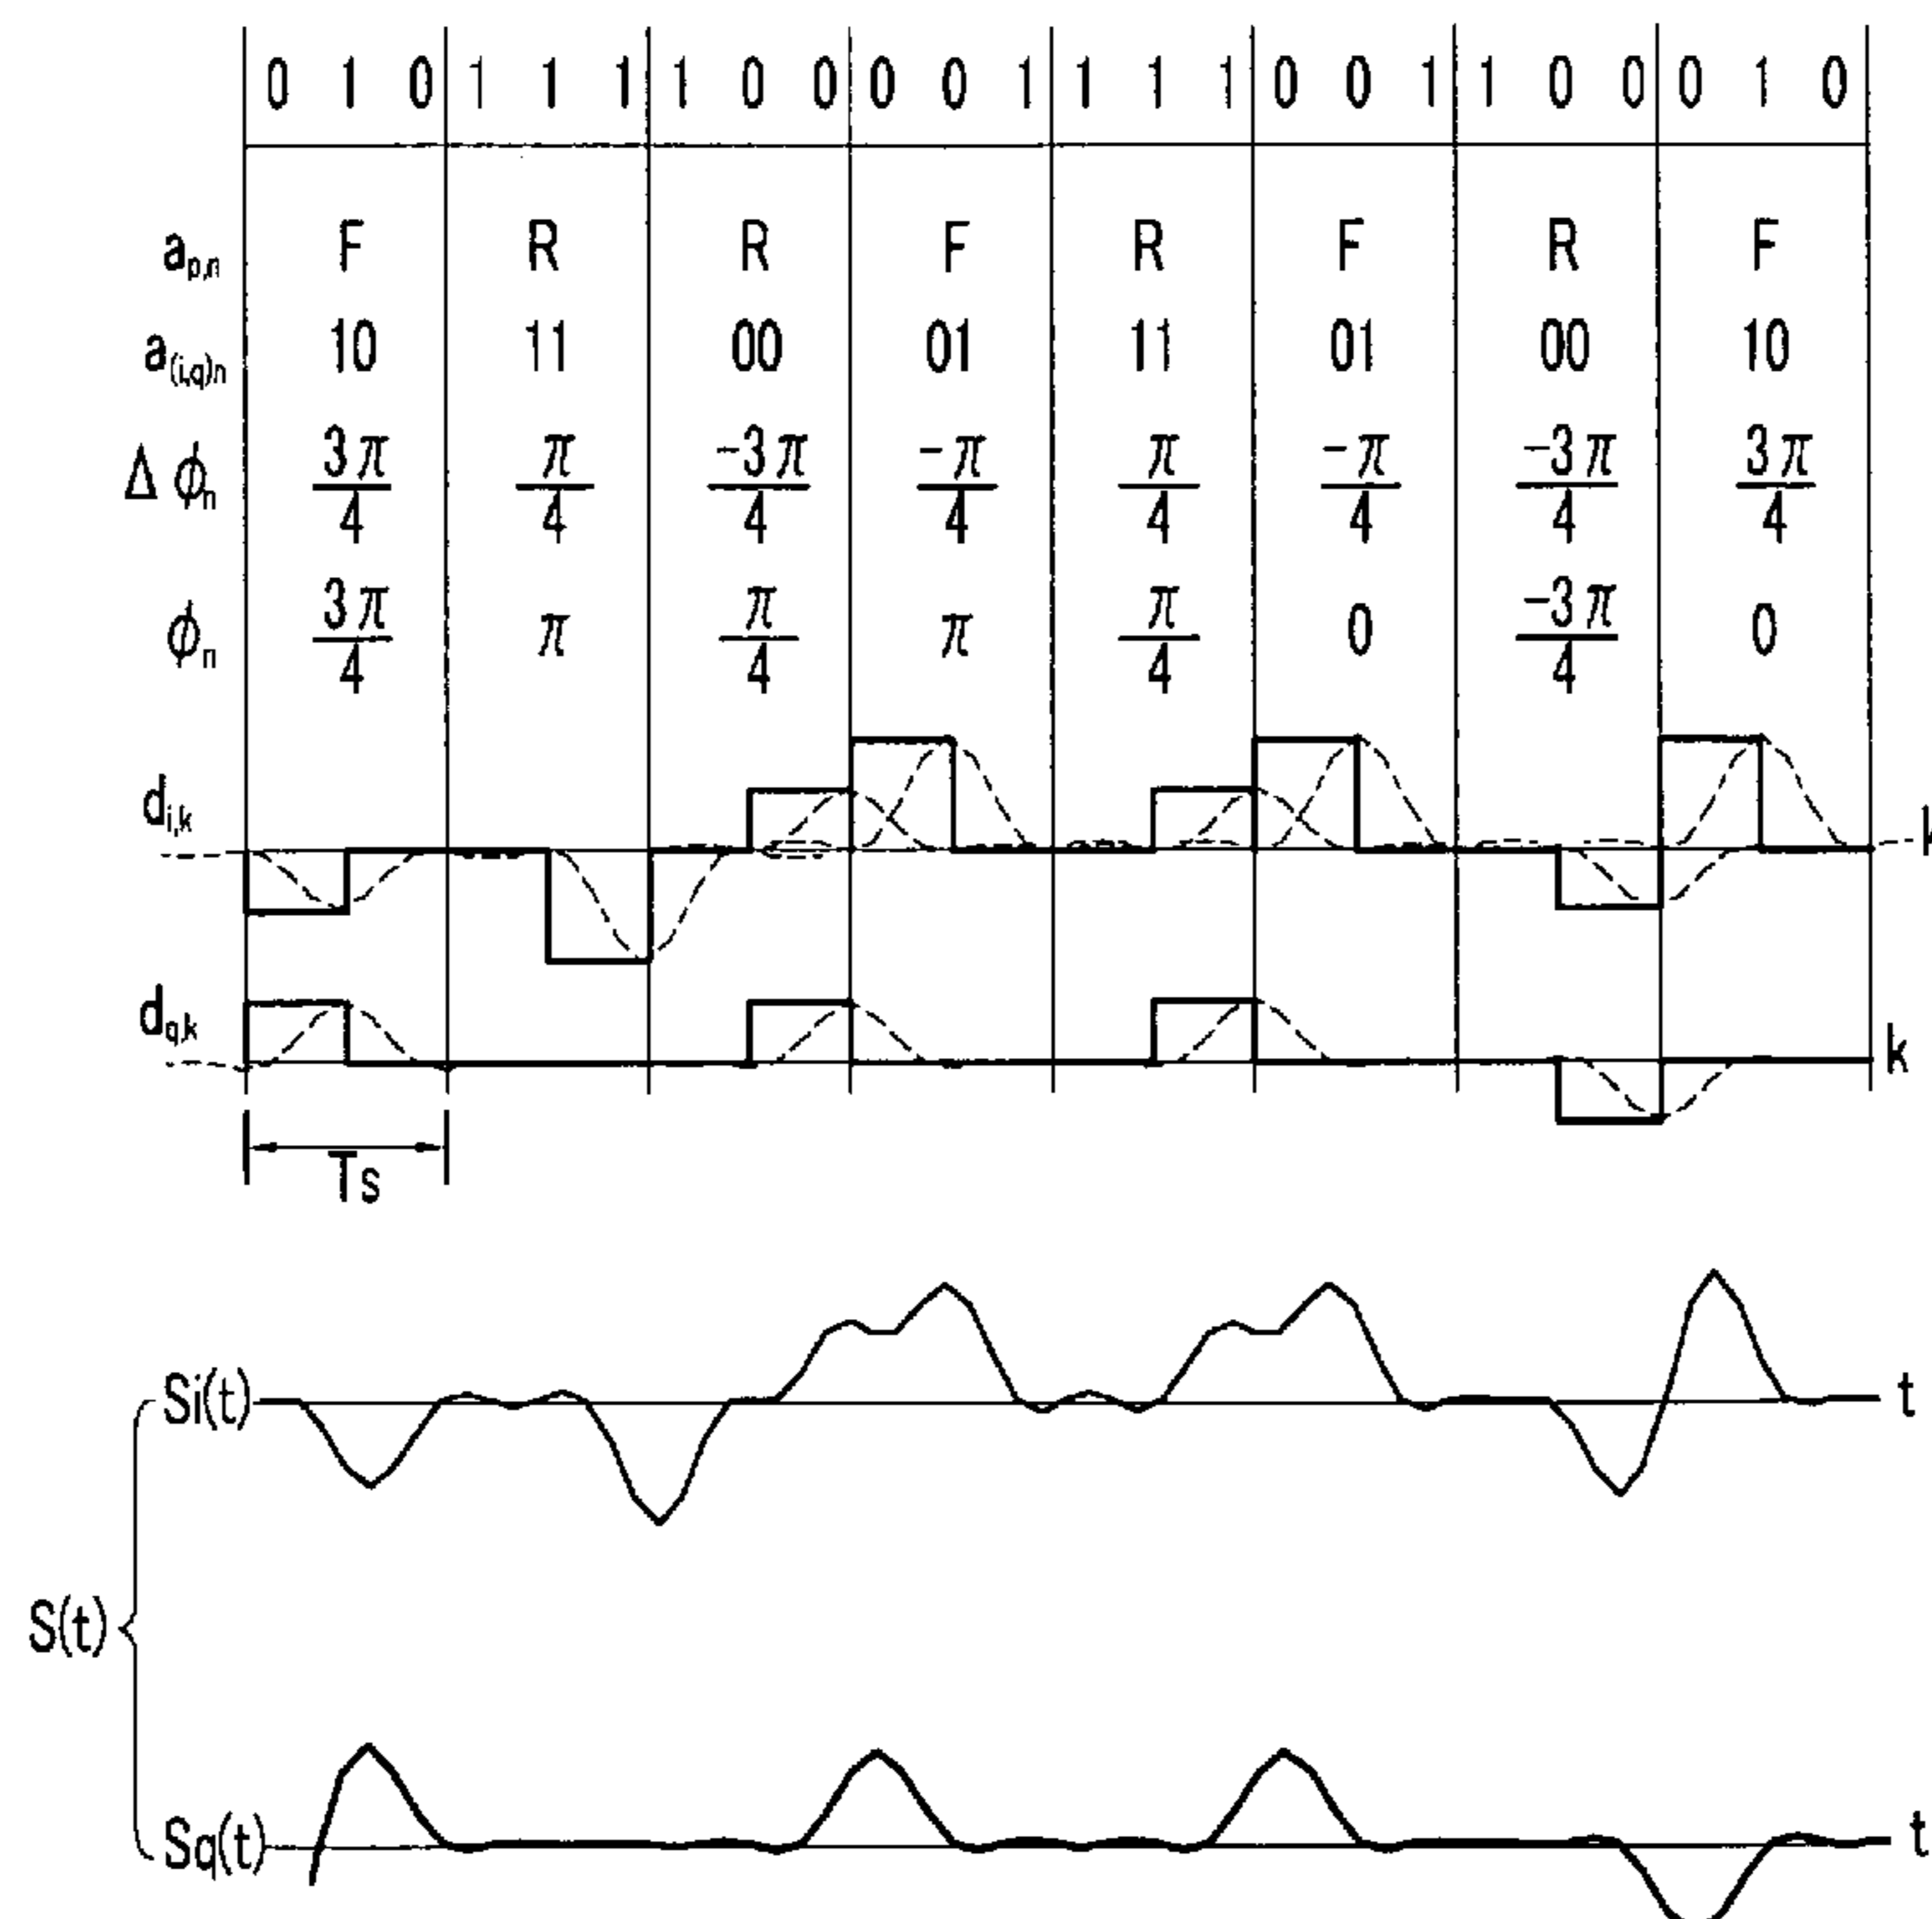 0 1 0 1 1 1 1 0 0 0 0 1 1 1 1 0 0 1 1 0 0 0 1 0
a_{p,n} F R R F R F R F
a_{(i,q)n} 10 11 00 01 11 01 00 10
Δϕ_n 3π/4 π/4 -3π/4 -π/4 π/4 -π/4 -3π/4 3π/4
ϕ_n 3π/4 π π/4 π π/4 0 -3π/4 0
d_{i,k}
d_{q,k} k
Ts
Si(t) t
S(t)
Sq(t) t